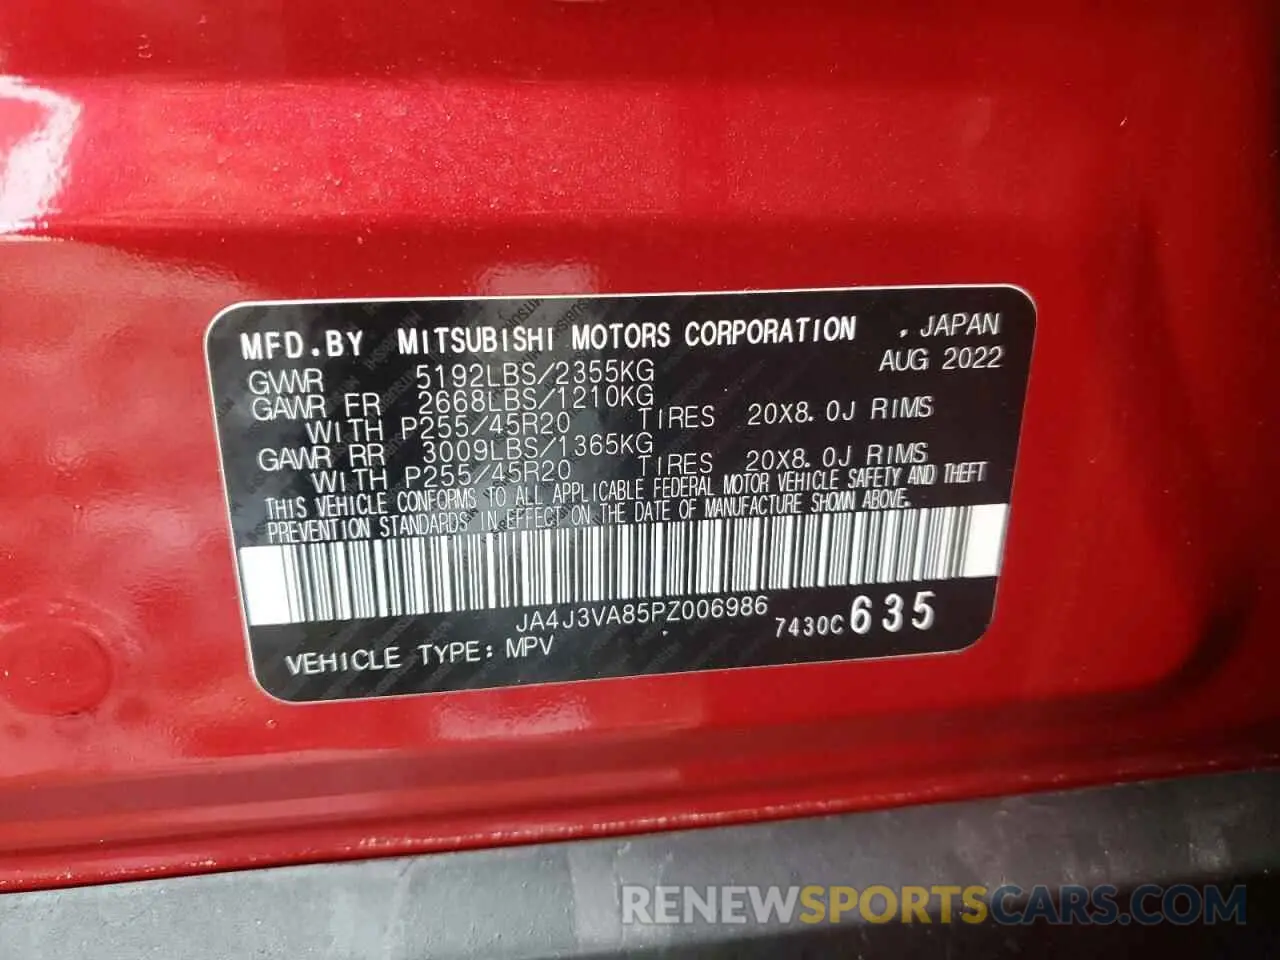 MFD.BY MITSUBISHI MOTORS CORPORATION , JAPAN
AUG 2022
GVWR 5192LBS/2355KG
GAWR FR 2668LBS/1210KG
WITH P255/45R20 TIRES 20X8.0J RIMS
GAWR RR 3009LBS/1365KG
WITH P255/45R20 TIRES 20X8.0J RIMS
THIS VEHICLE CONFORMS TO ALL APPLICABLE FEDERAL MOTOR VEHICLE SAFETY AND THEFT
PREVENTION STANDARDS IN EFFECT ON THE DATE OF MANUFACTURE SHOWN ABOVE.
JA4J3VA85PZ006986
7430C 635
VEHICLE TYPE: MPV
RENEWSPORTSCARS.COM